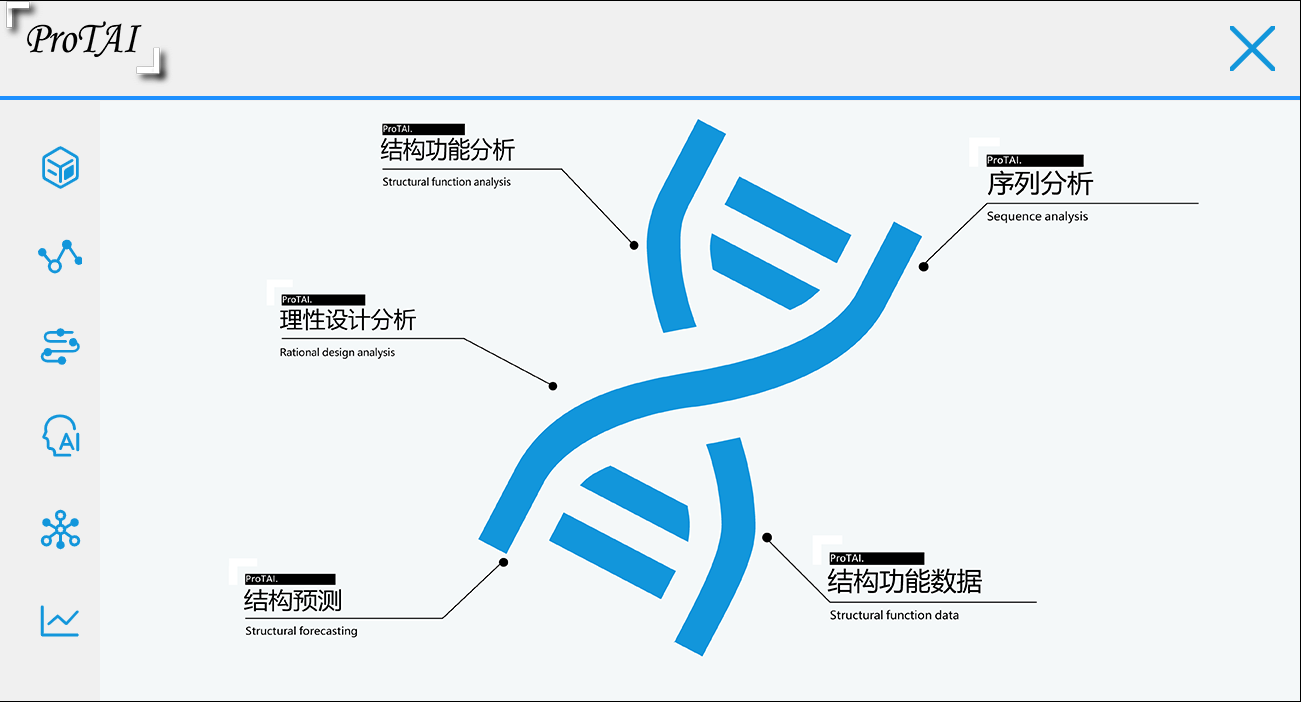 ProTAI
ProTAI.
结构功能分析
Structural function analysis
ProTAI.
序列分析
Sequence analysis
ProTAI.
理性设计分析
Rational design analysis
AI
ProTAI.
结构功能数据
Structural function data
ProTAI.
结构预测
Structural forecasting